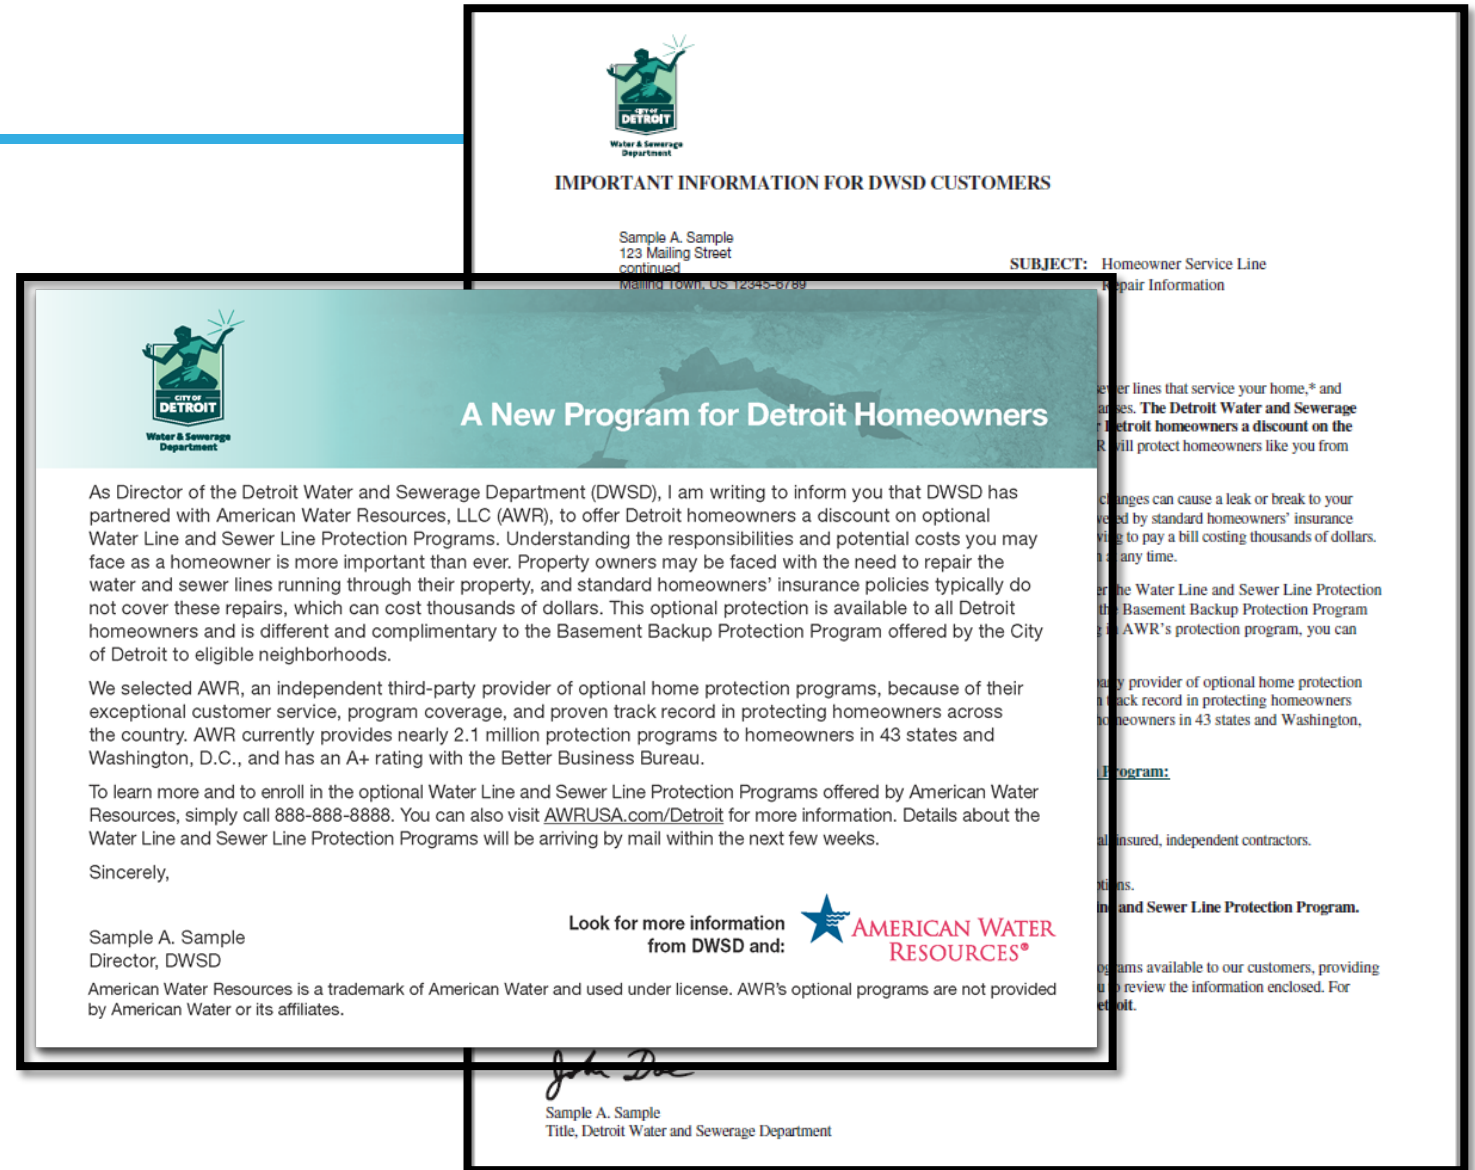 CITY OF
DETROIT
Water & Sewerage
Department
IMPORTANT INFORMATION FOR DWSD CUSTOMERS
Sample A. Sample
123 Mailing Street
continued
Mailing Town, US 12345-6789
SUBJECT: Homeowner Service Line
Repair Information
CITY OF
DETROIT
Water & Sewerage
Department
A New Program for Detroit Homeowners
As Director of the Detroit Water and Sewerage Department (DWSD), I am writing to inform you that DWSD has
partnered with American Water Resources, LLC (AWR), to offer Detroit homeowners a discount on optional
Water Line and Sewer Line Protection Programs. Understanding the responsibilities and potential costs you may
face as a homeowner is more important than ever. Property owners may be faced with the need to repair the
water and sewer lines running through their property, and standard homeowners' insurance policies typically do
not cover these repairs, which can cost thousands of dollars. This optional protection is available to all Detroit
homeowners and is different and complimentary to the Basement Backup Protection Program offered by the City
of Detroit to eligible neighborhoods.
We selected AWR, an independent third-party provider of optional home protection programs, because of their
exceptional customer service, program coverage, and proven track record in protecting homeowners across
the country. AWR currently provides nearly 2.1 million protection programs to homeowners in 43 states and
Washington, D.C., and has an A+ rating with the Better Business Bureau.
To learn more and to enroll in the optional Water Line and Sewer Line Protection Programs offered by American Water
Resources, simply call 888-888-8888. You can also visit AWRUSA.com/Detroit for more information. Details about the
Water Line and Sewer Line Protection Programs will be arriving by mail within the next few weeks.
Sincerely,
Sample A. Sample
Director, DWSD
Look for more information
from DWSD and:
AMERICAN WATER
RESOURCES®
American Water Resources is a trademark of American Water and used under license. AWR's optional programs are not provided
by American Water or its affiliates.
lines that service your home,* and
The Detroit Water and Sewerage
Detroit homeowners a discount on the
will protect homeowners like you from
changes can cause a leak or break to your
by standard homeowners' insurance
to pay a bill costing thousands of dollars.
any time.
the Water Line and Sewer Line Protection
Basement Backup Protection Program
AWR's protection program, you can
provider of optional home protection
track record in protecting homeowners
homeowners in 43 states and Washington,
Program:
insured, independent contractors.
and Sewer Line Protection Program.
available to our customers, providing
review the information enclosed. For
John Doe
Sample A. Sample
Title, Detroit Water and Sewerage Department